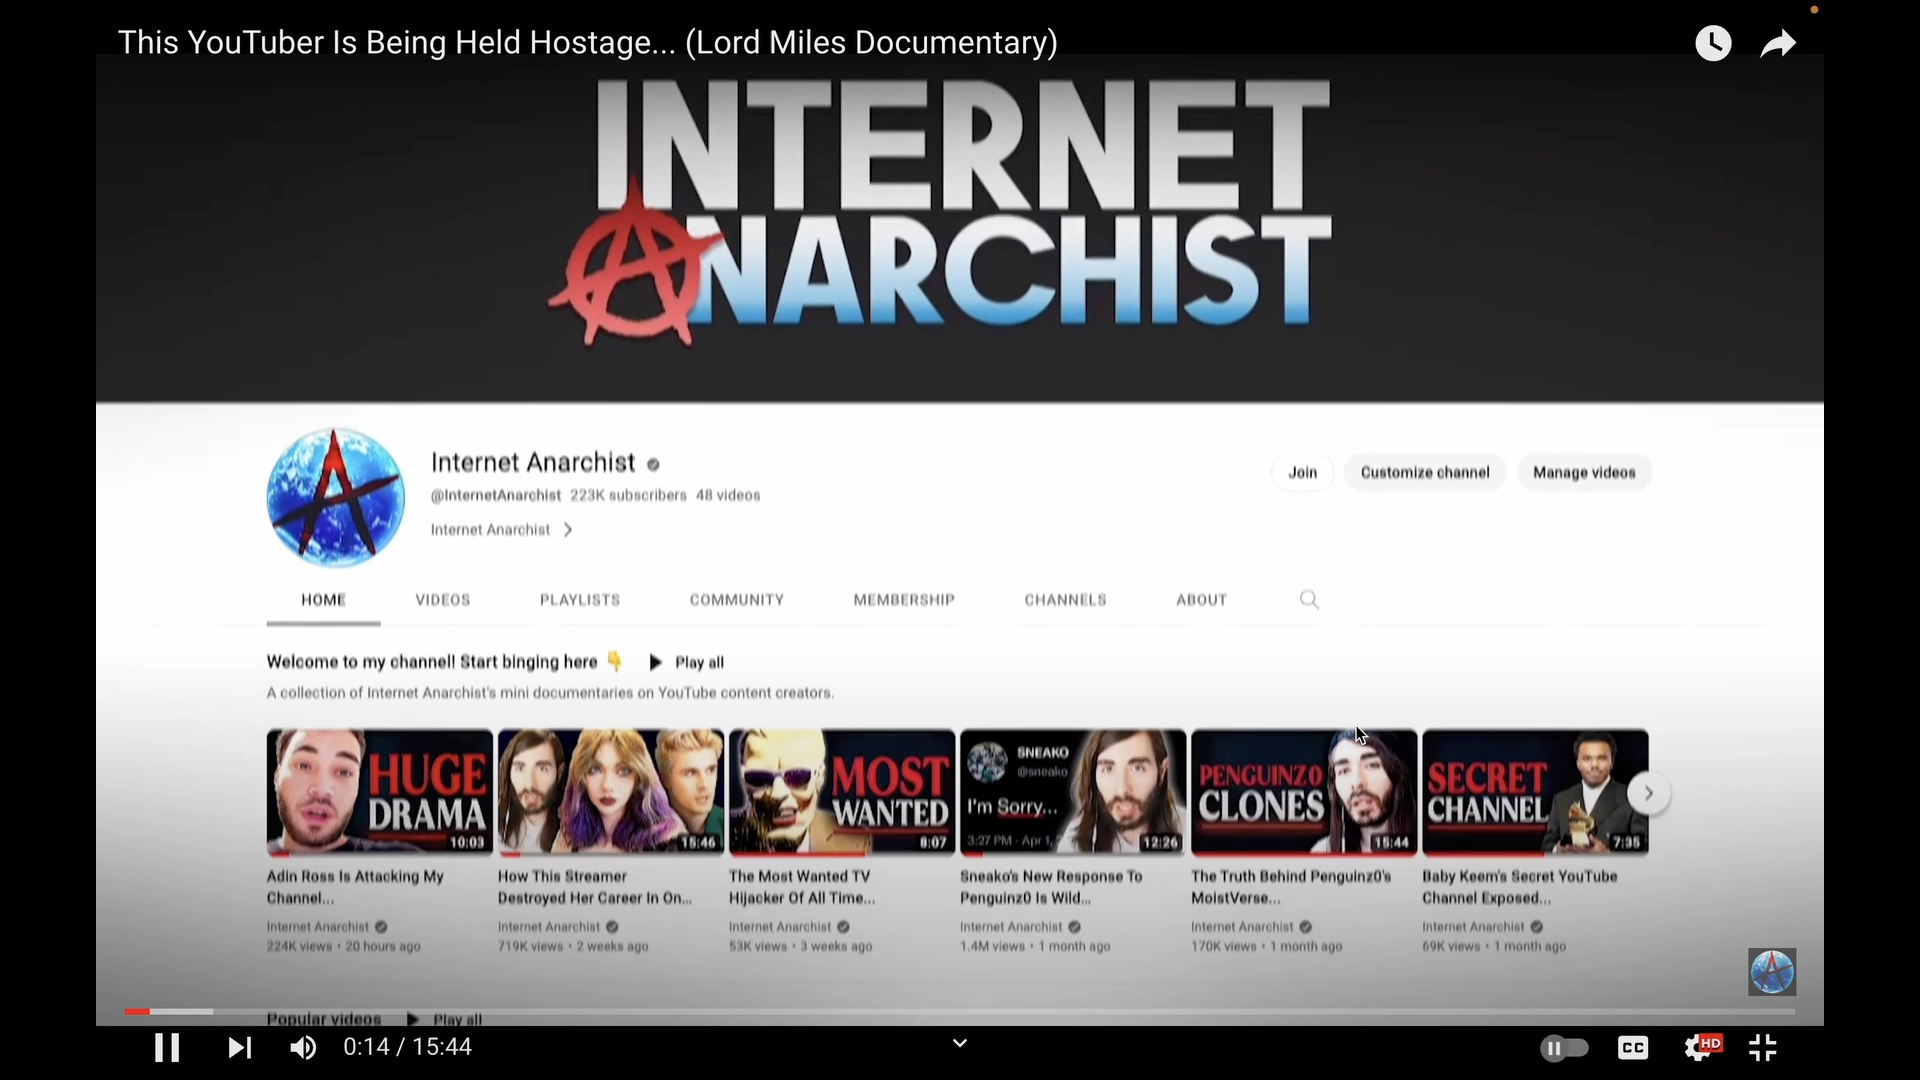 This YouTuber Is Being Held Hostage... (Lord Miles Documentary)
INTERNET
ANARCHIST
Internet Anarchist
@InternetAnarchist 223K subscribers 48 videos
Internet Anarchist
Join Customize channel Manage videos
HOME VIDEOS PLAYLISTS COMMUNITY MEMBERSHIP CHANNELS ABOUT
Welcome to my channel! Start binging here 👇 Play all
A collection of Internet Anarchist's mini documentaries on YouTube content creators.
HUGE
DRAMA
10:03
15:46
MOST
WANTED
8:07
SNEAKO
@sneako
I'm Sorry...
3:27 PM · Apr 1,
12:26
PENGUINZ0
CLONES
15:44
SECRET
CHANNEL
7:35
Adin Ross Is Attacking My
Channel...
Internet Anarchist
224K views • 20 hours ago
How This Streamer
Destroyed Her Career In On...
Internet Anarchist
719K views • 2 weeks ago
The Most Wanted TV
Hijacker Of All Time...
Internet Anarchist
53K views • 3 weeks ago
Sneako's New Response To
Penguinz0 Is Wild...
Internet Anarchist
1.4M views • 1 month ago
The Truth Behind Penguinz0's
MoistVerse...
Internet Anarchist
170K views • 1 month ago
Baby Keem's Secret YouTube
Channel Exposed...
Internet Anarchist
69K views • 1 month ago
Popular videos Play all
0:14 / 15:44
CC
HD